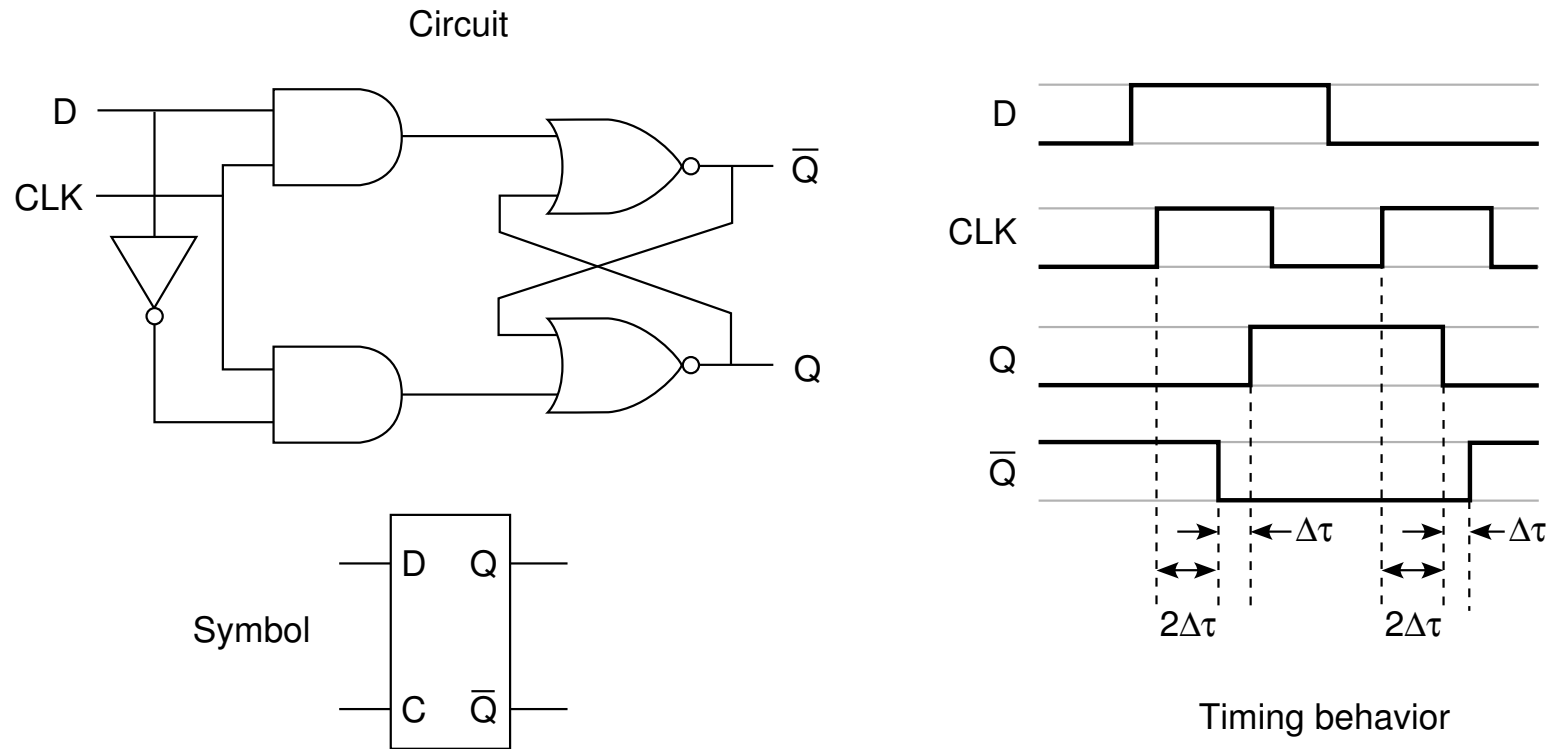 Circuit
D
CLK
Q̅
Q
Symbol
D Q
C Q̅
D
CLK
Q
Q̅
Δτ Δτ
2Δτ 2Δτ
Timing behavior